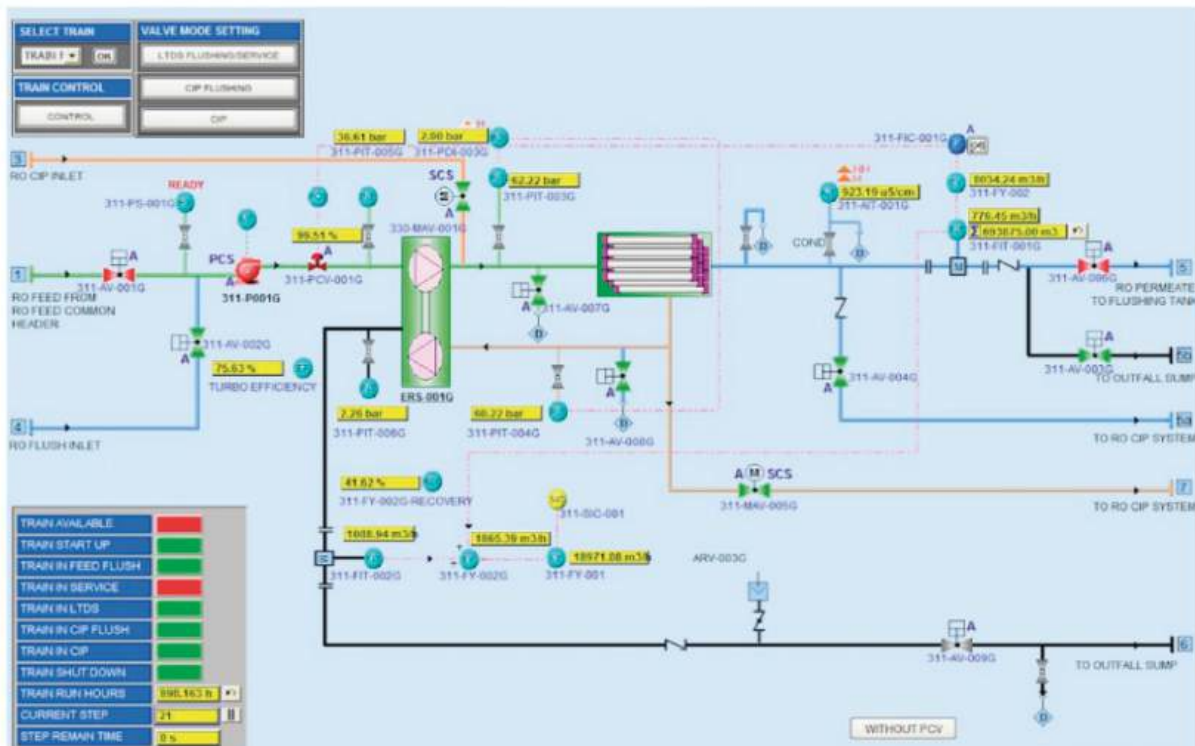 SELECT TRAIN
VALVE MODE SETTING
OK
LTDS FLUSHING/SERVICE
TRAIN CONTROL
CIP FLUSHING
CONTROL
CIP
3
RO CIP INLET
READY
311-PS-001G
36.61 bar
311-PIT-005G
2.00 bar
311-PDI-003G
SCS
M
A
330-MAV-001G
62.22 bar
311-PIT-003G
923.19 uS/cm
311-AIT-001G
COND
D
D
A
311-FIC-001G
8034.24 m3/h
311-FY-002
776.45 m3/h
311-FIT-001G
1
A
311-AV-001G
RO FEED FROM
RO FEED COMMON
HEADER
PCS
A
311-P001G
99.51 %
311-PCV-001G
A
311-AV-007G
D
M
A
311-AV-006G
5
RO PERMEATE
TO FLUSHING TANK
A
311-AV-002G
75.63 %
TURBO EFFICIENCY
ERS-001G
4
RO FLUSH INLET
2.26 bar
311-PIT-006G
60.22 bar
311-PIT-004G
A
311-AV-008G
D
A
311-AV-004G
A
311-AV-003G
5b
TO OUTFALL SUMP
5a
TO RO CIP SYSTEM
41.62 %
311-FY-002G-RECOVERY
311-SIC-001
A M SCS
311-MAV-005G
7
TO RO CIP SYSTEM
M
1088.94 m3/h
311-FIT-002G
1865.39 m3/h
311-FY-002G
18971.08 m3/h
311-FY-001
ARV-003G
A
311-AV-009G
6
TO OUTFALL SUMP
D
WITHOUT PCV
TRAIN AVAILABLE
TRAIN START UP
TRAIN IN FEED FLUSH
TRAIN IN SERVICE
TRAIN IN LTDS
TRAIN IN CIP FLUSH
TRAIN IN CIP
TRAIN SHUT DOWN
TRAIN RUN HOURS 898.163 h
CURRENT STEP 21
STEP REMAIN TIME 0 s